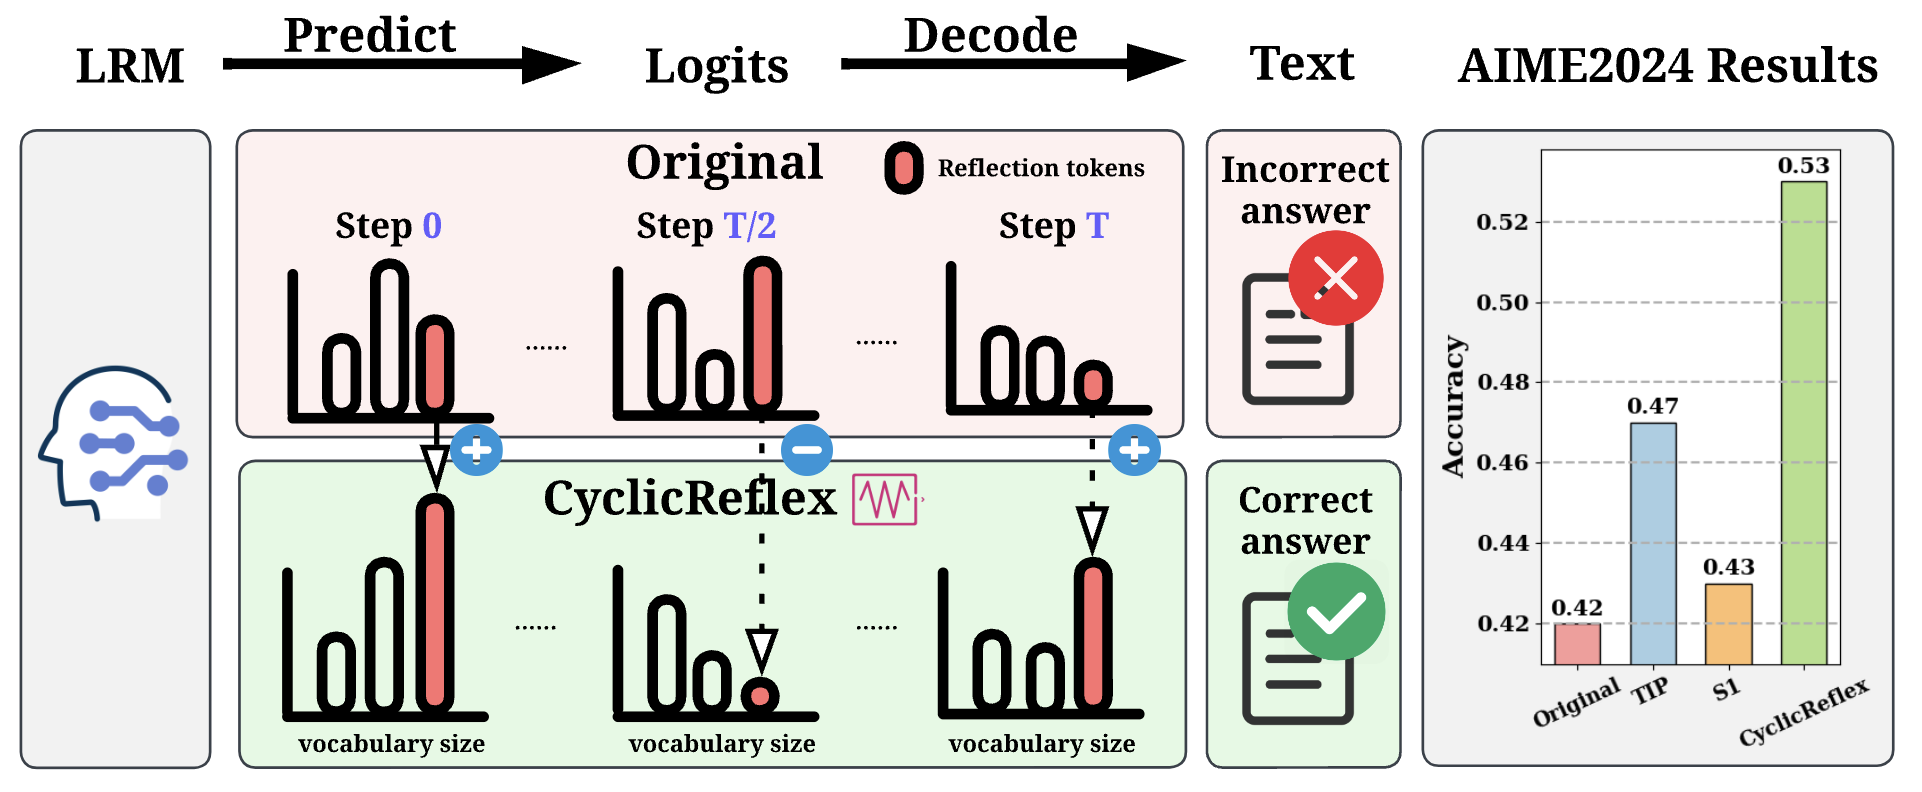 LRM
Predict
Logits
Decode
Text
AIME2024 Results
Original
Reflection tokens
Step 0
Step T/2
Step T
......
......
Incorrect
answer
CyclicReflex
......
......
vocabulary size
vocabulary size
vocabulary size
Correct
answer
Accuracy
0.52
0.50
0.48
0.46
0.44
0.42
0.42
0.47
0.43
0.53
Original
TIP
S1
CyclicReflex